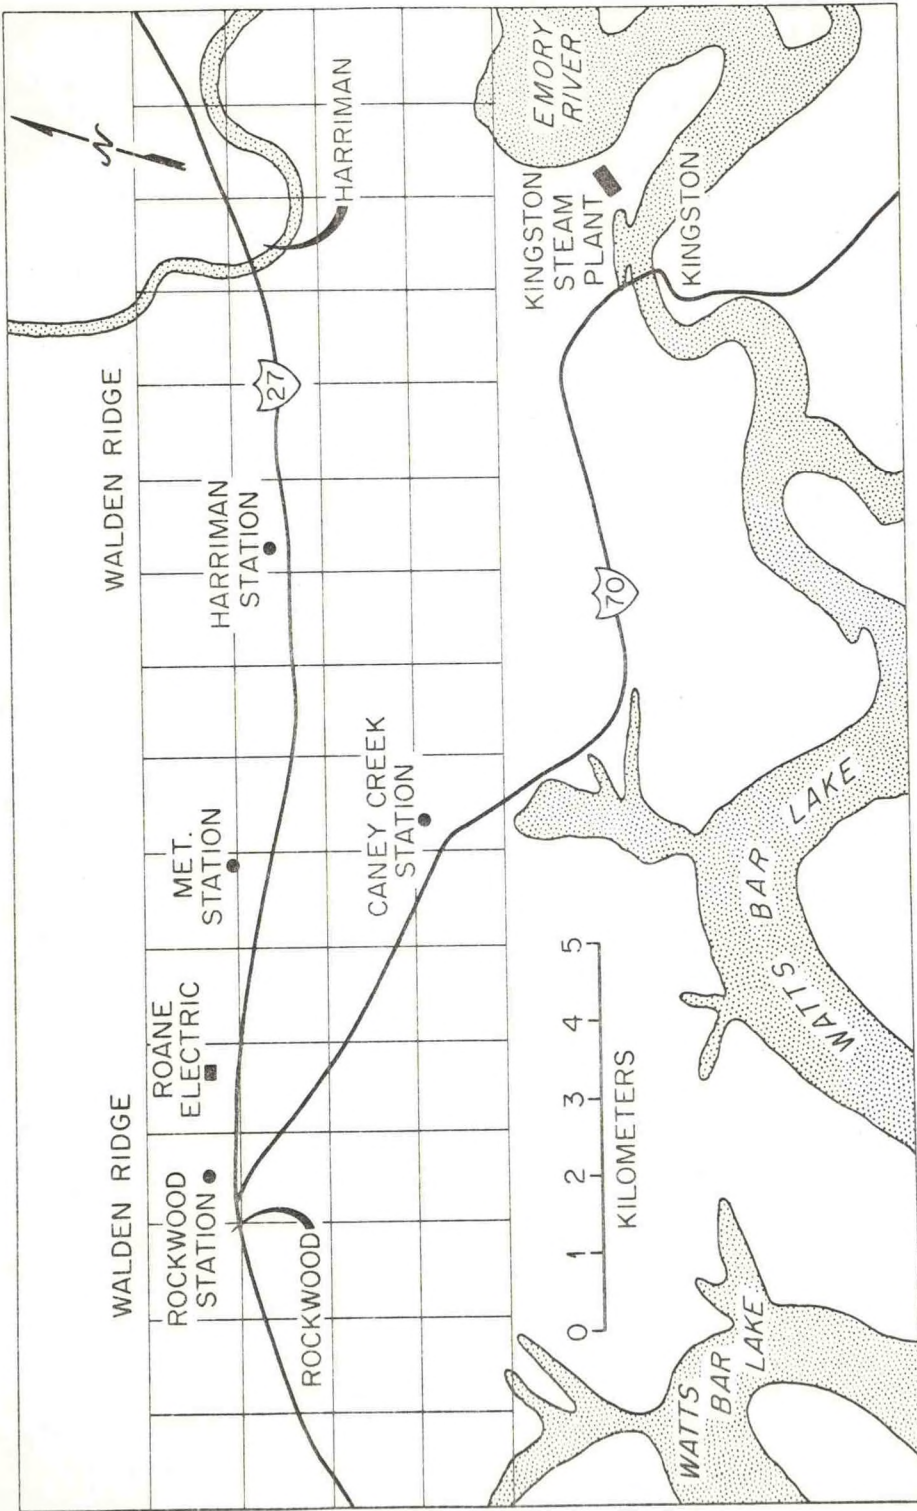 WALDEN RIDGE
WALDEN RIDGE
ROCKWOOD
STATION
ROANE
ELECTRIC
MET.
STATION
HARRIMAN
STATION
27
N
HARRIMAN
ROCKWOOD
CANEY CREEK
STATION
70
KINGSTON
STEAM
PLANT
EMORY
RIVER
KINGSTON
0 1 2 3 4 5
KILOMETERS
WATTS
BAR
LAKE
WATTS BAR LAKE